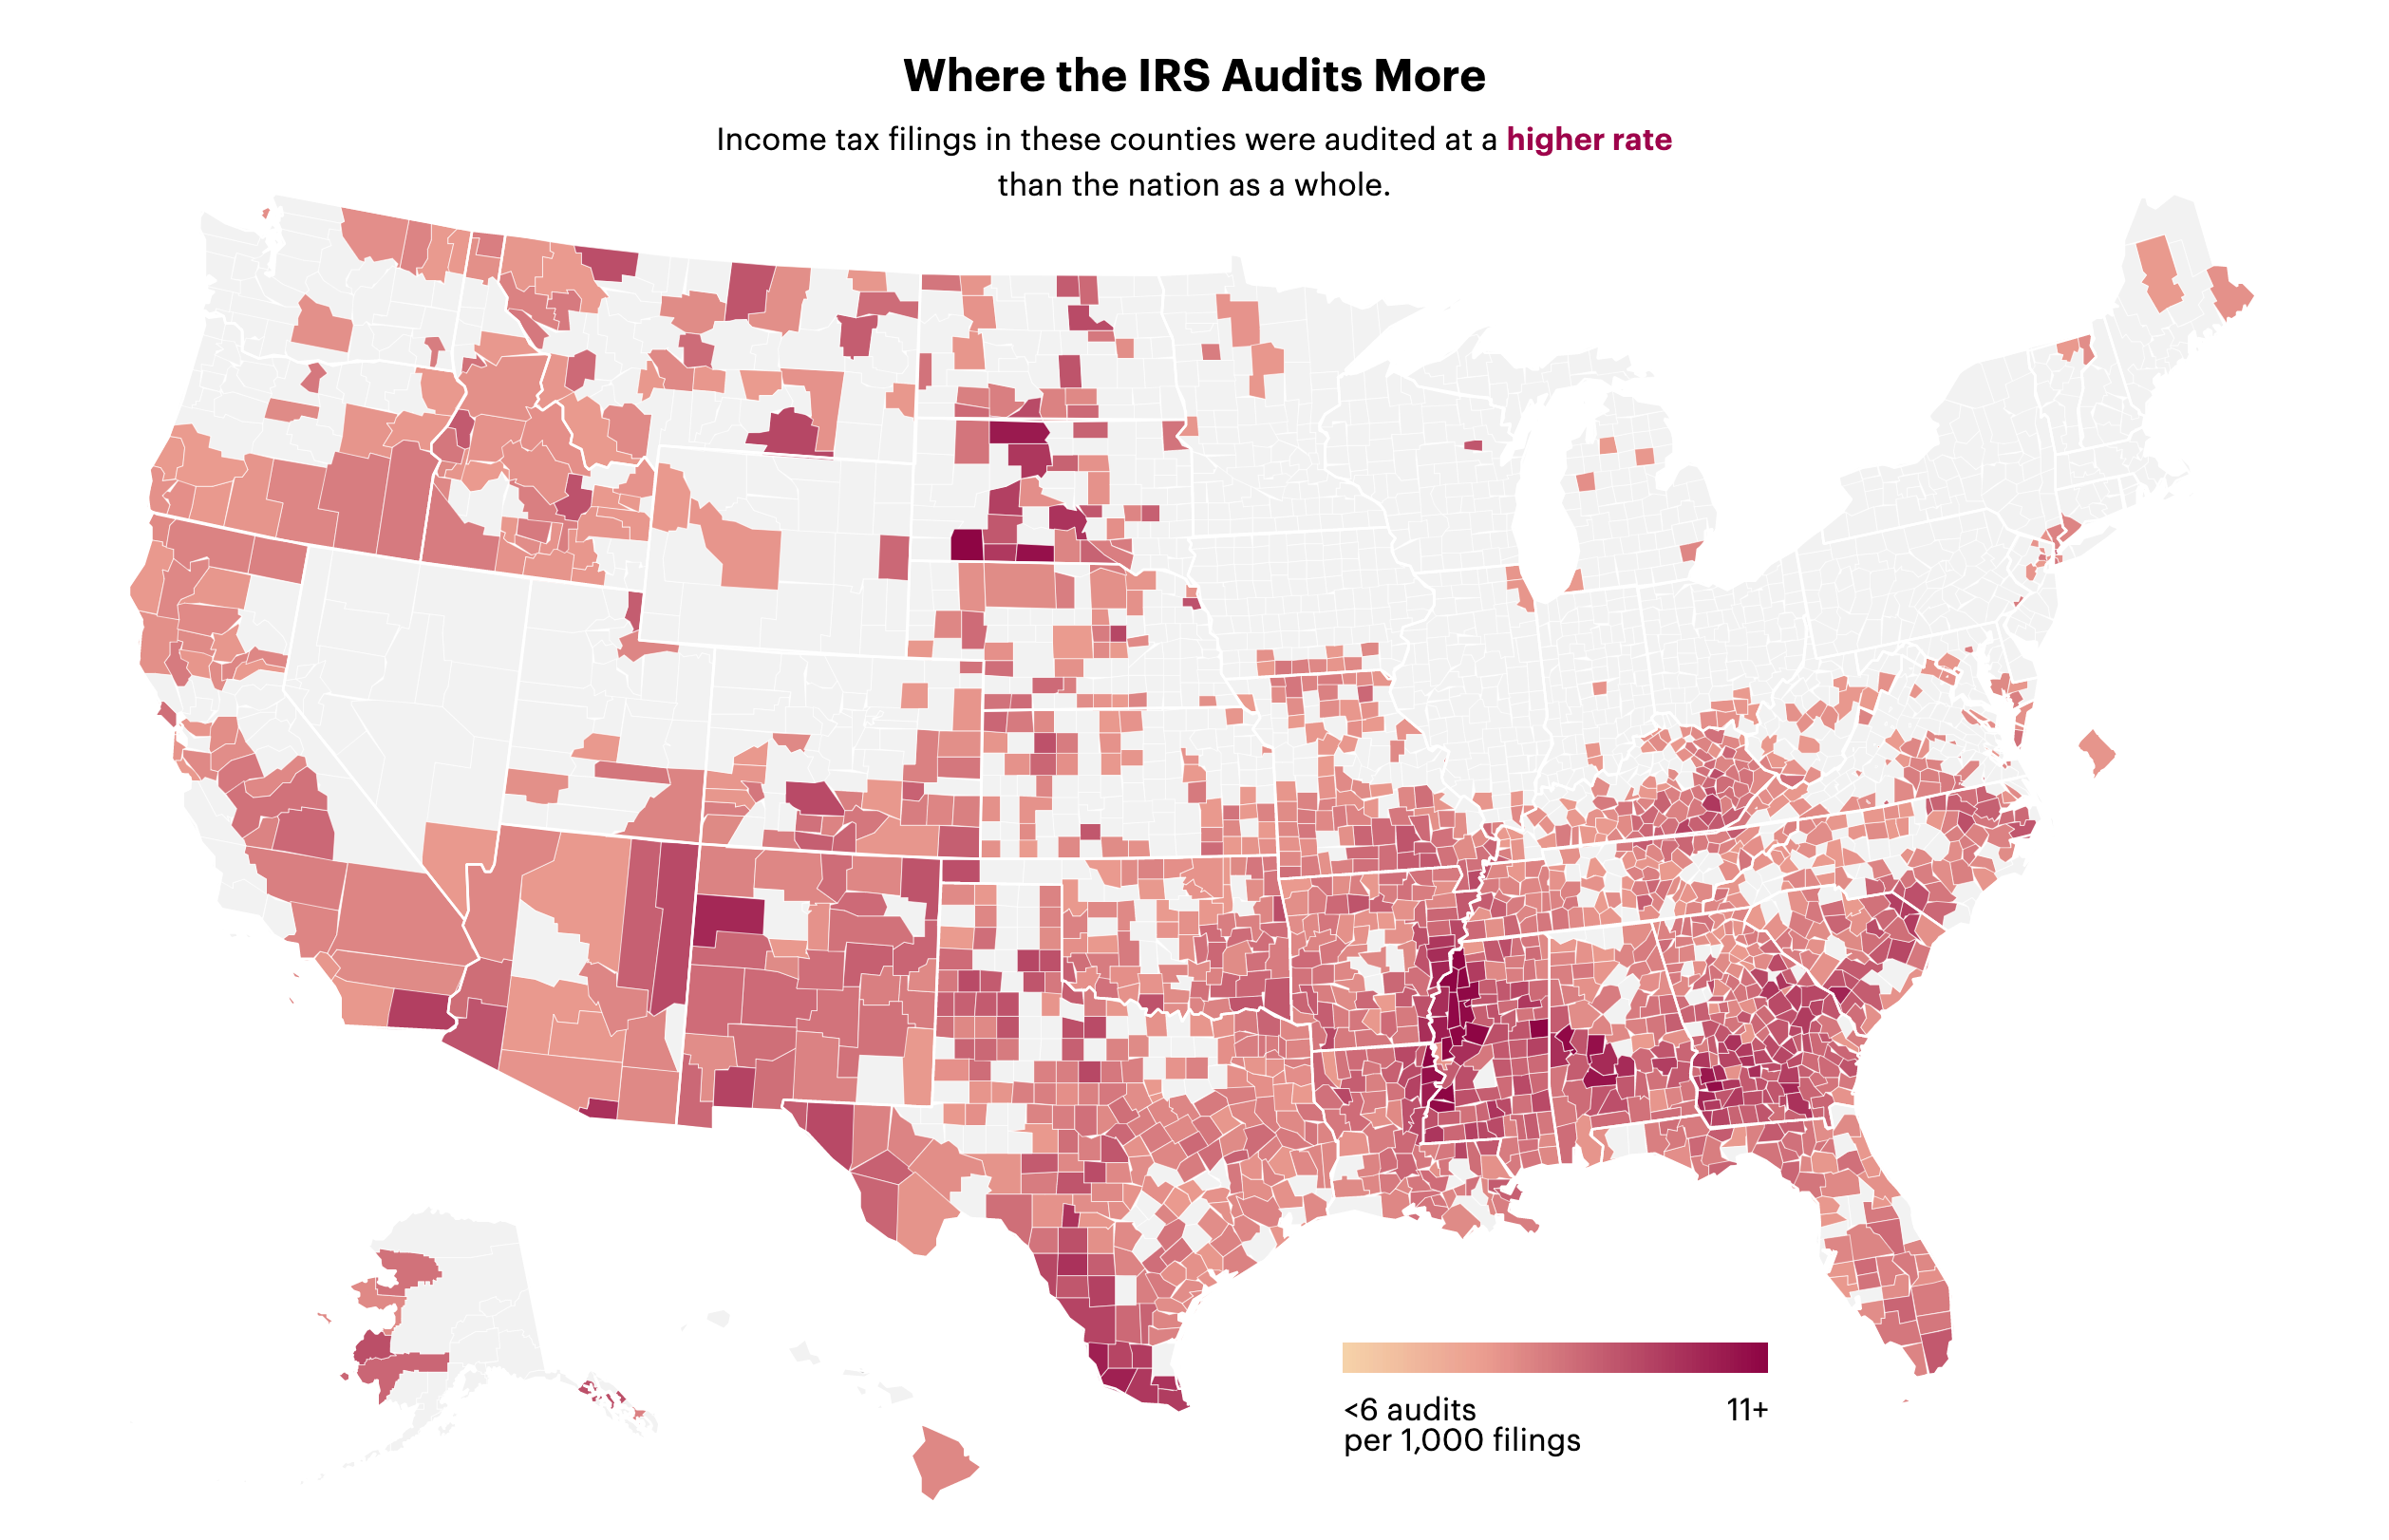 Where the IRS Audits More
Income tax filings in these counties were audited at a higher rate
than the nation as a whole.
<6 audits
per 1,000 filings
11+